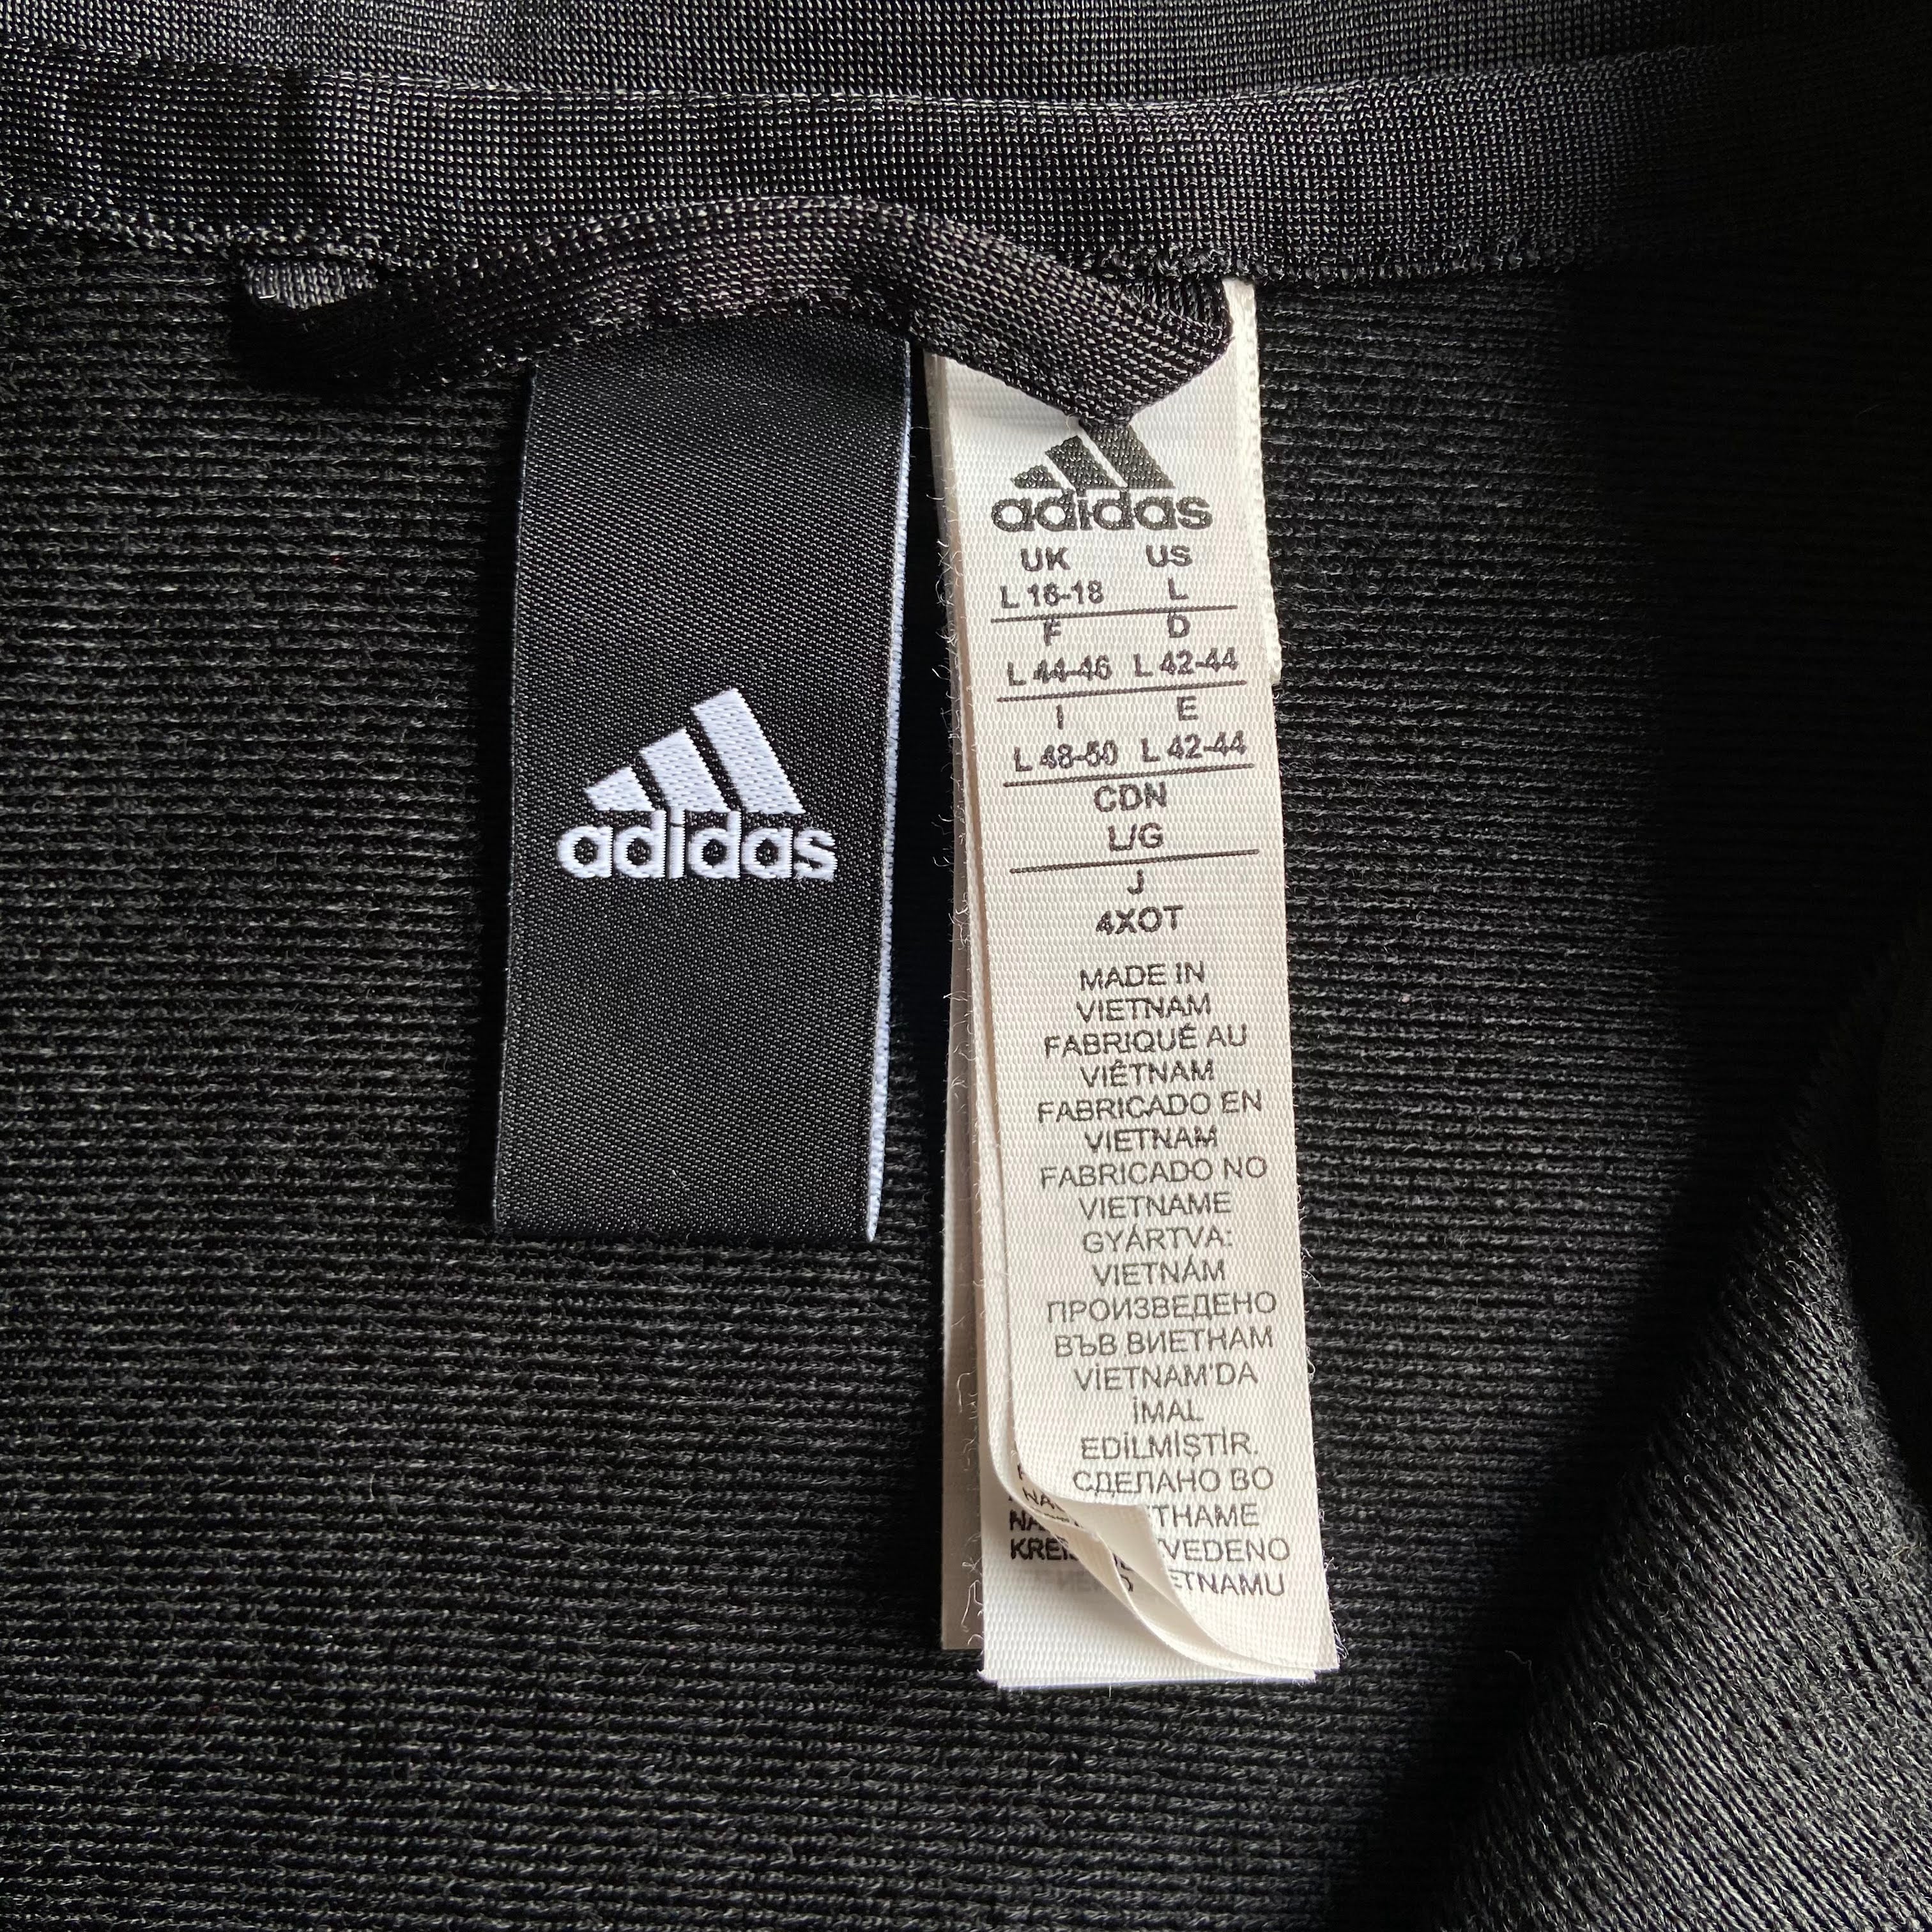 adidas
adidas
UK US
L 16-18 L
F D
L 44-46 L 42-44
I E
L 48-50 L 42-44
CDN
L/G
J
4XOT
MADE IN
VIETNAM
FABRIQUÉ AU
VIÊTNAM
FABRICADO EN
VIETNAM
FABRICADO NO
VIETNAME
GYÁRTVA:
VIETNÁM
ПРОИЗВЕДЕНО
ВЪВ ВИЕТНАМ
VİETNAM'DA
İMAL
EDİLMİŞTİR.
СДЕЛАНО ВО